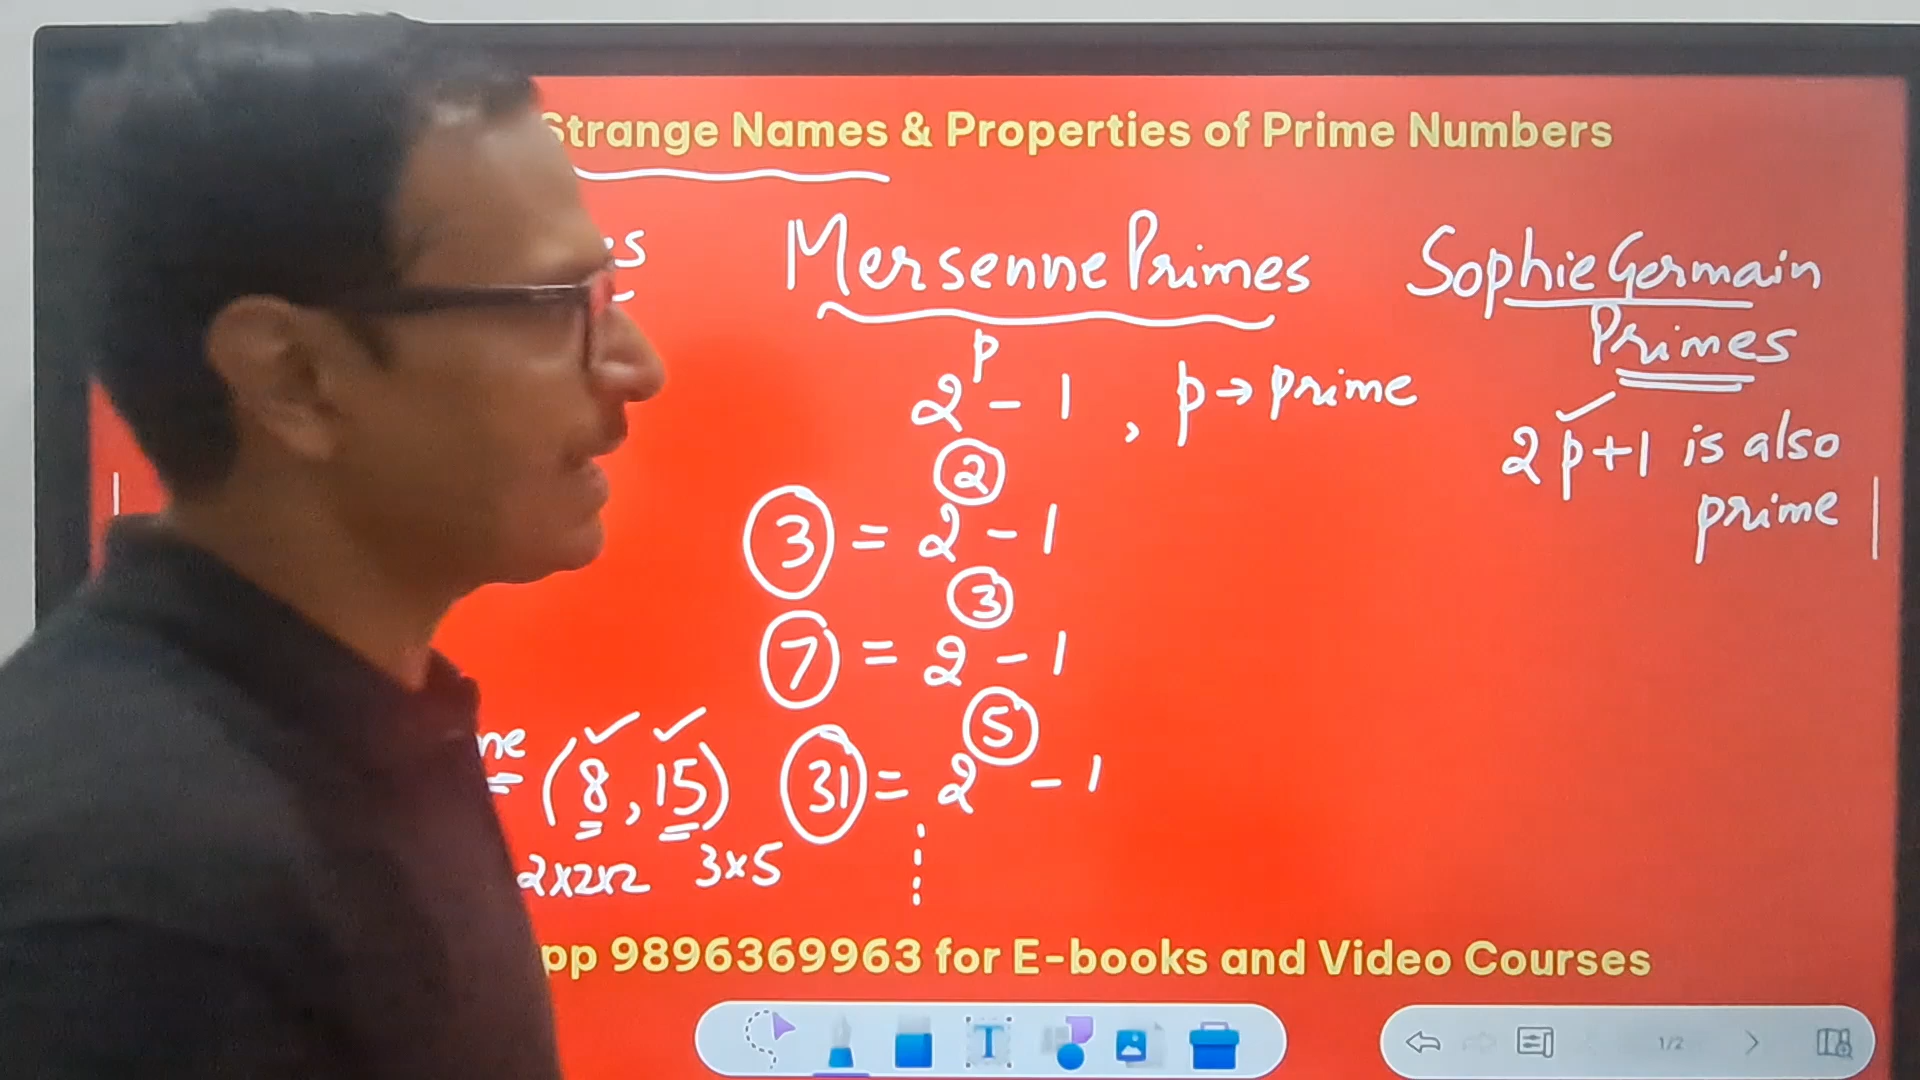 Strange Names & Properties of Prime Numbers
Mersenne Primes
2^p - 1 , p → prime
3 = 2^2 - 1
7 = 2^3 - 1
31 = 2^5 - 1
(8, 15)
2x2x2 3x5
Sophie Germain
Primes
2p+1 is also
prime
9896369963 for E-books and Video Courses
T
1/2